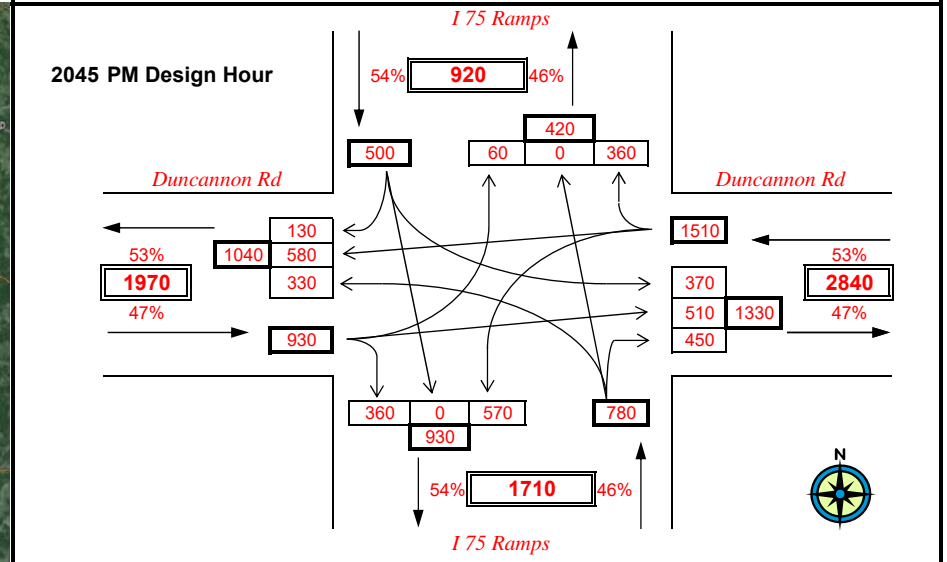 I 75 Ramps
2045 PM Design Hour
54% 920 46%
420
500 60 0 360
Duncannon Rd Duncannon Rd
130 1510
53% 1040 580 53%
1970 330 370 2840
47% 510 1330 47%
930 450
360 0 570 780
930
N
54% 1710 46%
I 75 Ramps